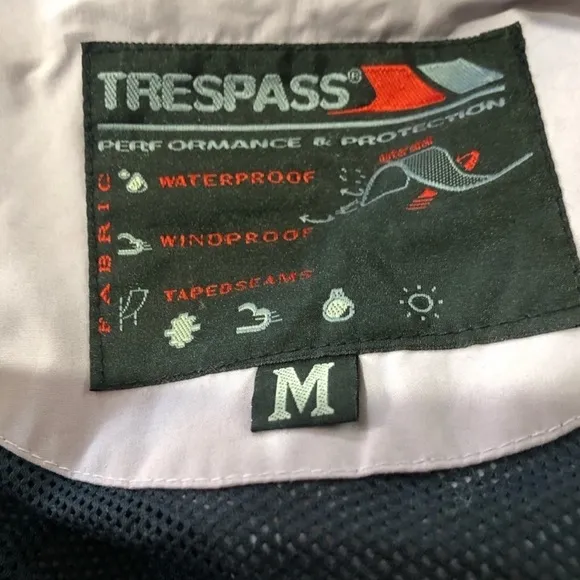 TRESPASS®
PERFORMANCE & PROTECTION
FABRIC
WATERPROOF
WINDPROOF
TAPEDSEAMS
M